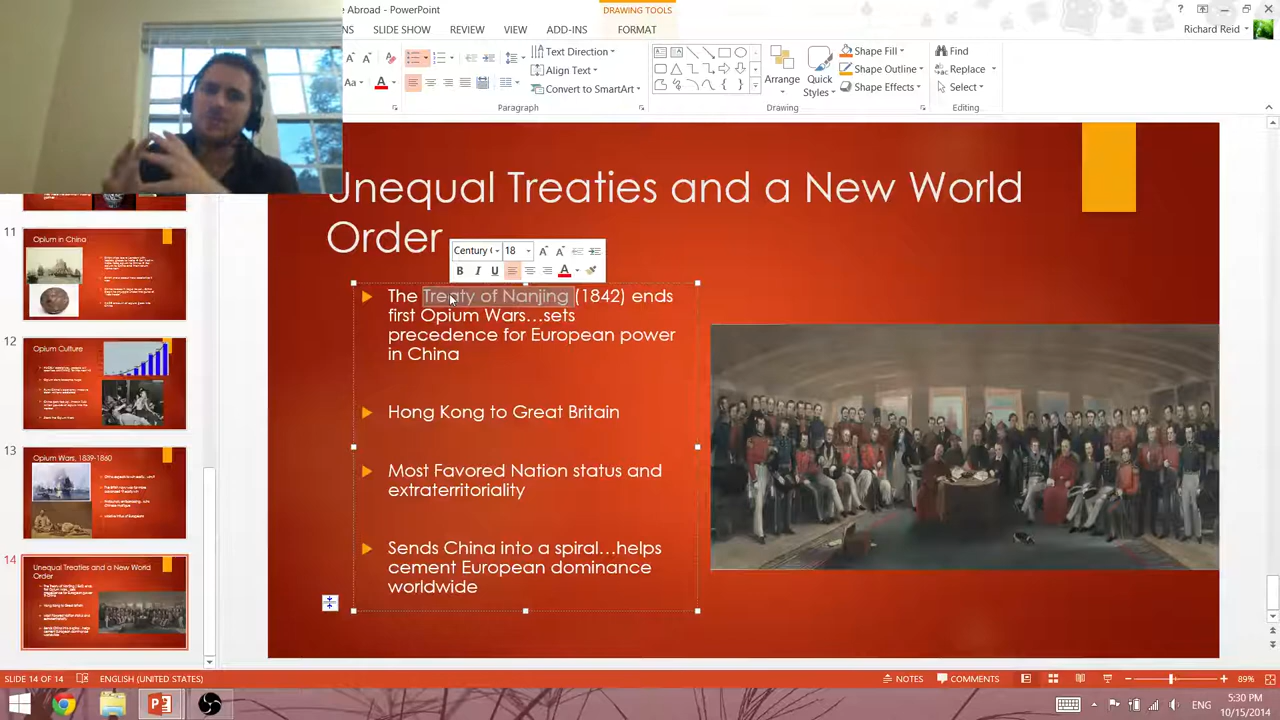 e Abroad - PowerPoint
DRAWING TOOLS
NS
SLIDE SHOW
REVIEW
VIEW
ADD-INS
FORMAT
Richard Reid
Text Direction
Align Text
Convert to SmartArt
Aa
A
Paragraph
Arrange
Quick
Styles
Shape Fill
Shape Outline
Shape Effects
Drawing
Find
Replace
Select
Editing
Unequal Treaties and a New World
Order
Century
18
B I U A
The Treaty of Nanjing (1842) ends
first Opium Wars...sets
precedence for European power
in China
Hong Kong to Great Britain
Most Favored Nation status and
extraterritoriality
Sends China into a spiral...helps
cement European dominance
worldwide
11
Opium in China
12
Opium Culture
13
Opium Wars, 1839-1860
14
Unequal Treaties and a New World
Order
SLIDE 14 OF 14
ENGLISH (UNITED STATES)
NOTES
COMMENTS
89%
ENG
5:30 PM
10/15/2014